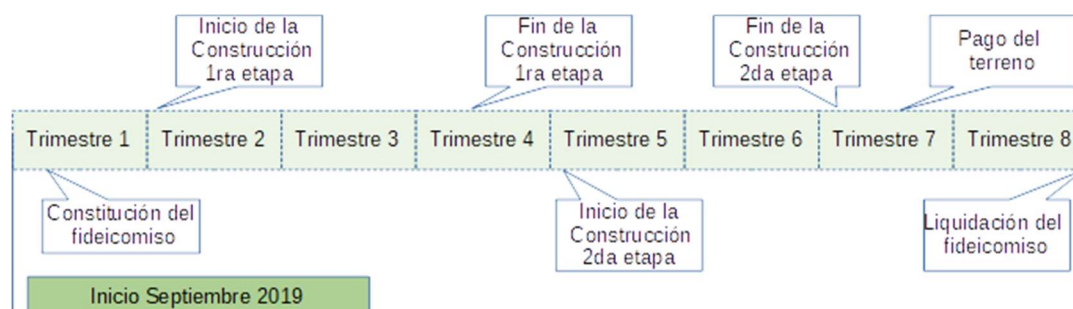 Inicio de la
Construcción
1ra etapa
Fin de la
Construcción
1ra etapa
Fin de la
Construcción
2da etapa
Pago del
terreno
Trimestre 1
Trimestre 2
Trimestre 3
Trimestre 4
Trimestre 5
Trimestre 6
Trimestre 7
Trimestre 8
Constitución del
fideicomiso
Inicio de la
Construcción
2da etapa
Liquidación del
fideicomiso
Inicio Septiembre 2019